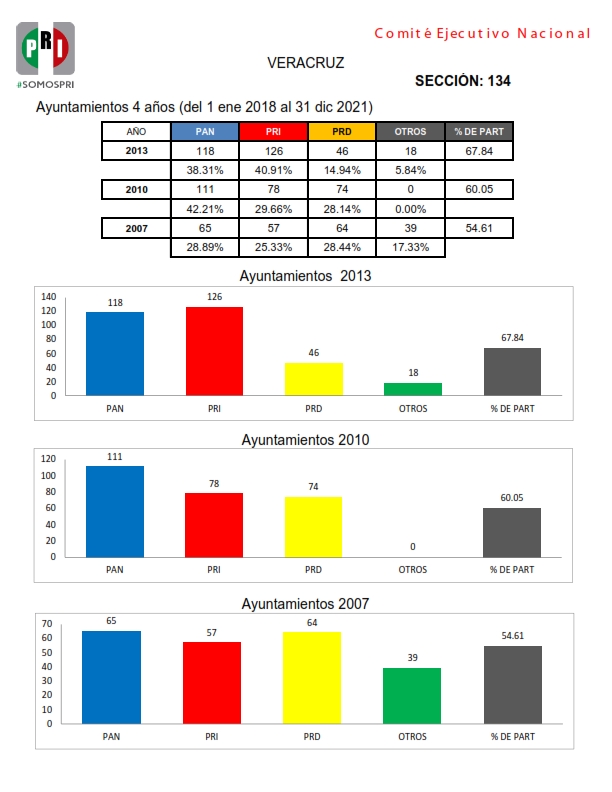 Comité Ejecutivo Nacional
PRI
#SOMOSPRI
VERACRUZ
SECCIÓN: 134
Ayuntamientos 4 años (del 1 ene 2018 al 31 dic 2021)
AÑO PAN PRI PRD OTROS % DE PART
2013 118 126 46 18 67.84
38.31% 40.91% 14.94% 5.84%
2010 111 78 74 0 60.05
42.21% 29.66% 28.14% 0.00%
2007 65 57 64 39 54.61
28.89% 25.33% 28.44% 17.33%
Ayuntamientos 2013
140
120
100
80
60
40
20
0
118 126 46 18 67.84
PAN PRI PRD OTROS % DE PART
Ayuntamientos 2010
120
100
80
60
40
20
0
111 78 74 0 60.05
PAN PRI PRD OTROS % DE PART
Ayuntamientos 2007
70
60
50
40
30
20
10
0
65 57 64 39 54.61
PAN PRI PRD OTROS % DE PART